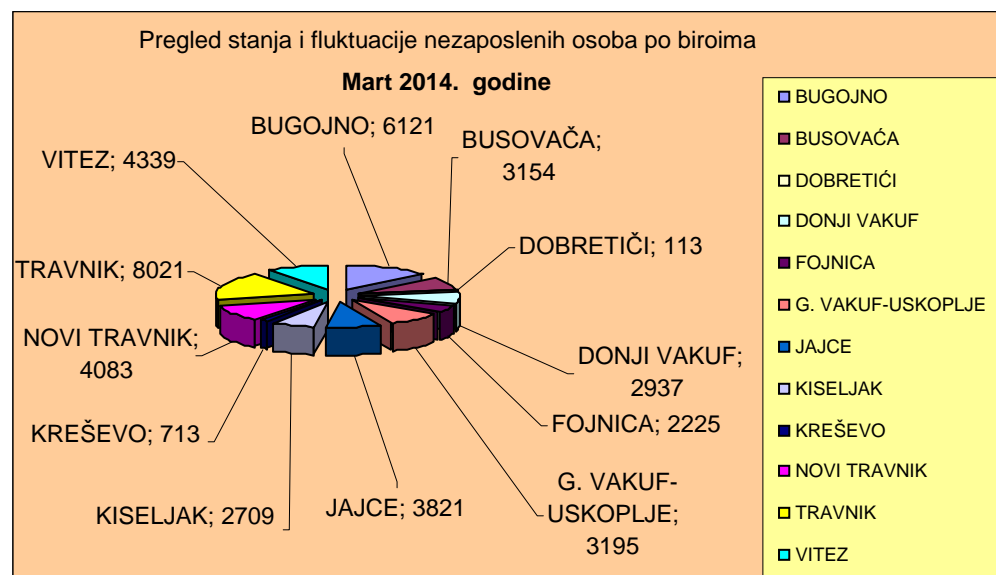 Pregled stanja i fluktuacije nezaposlenih osoba po biroima
Mart 2014. godine
BUGOJNO; 6121
BUSOVAČA;
3154
DOBRETIČI; 113
DONJI VAKUF;
2937
FOJNICA; 2225
G. VAKUF-
USKOPLJE;
3195
JAJCE; 3821
KISELJAK; 2709
KREŠEVO; 713
NOVI TRAVNIK;
4083
TRAVNIK; 8021
VITEZ; 4339
BUGOJNO
BUSOVAĆA
DOBRETIĆI
DONJI VAKUF
FOJNICA
G. VAKUF-USKOPLJE
JAJCE
KISELJAK
KREŠEVO
NOVI TRAVNIK
TRAVNIK
VITEZ